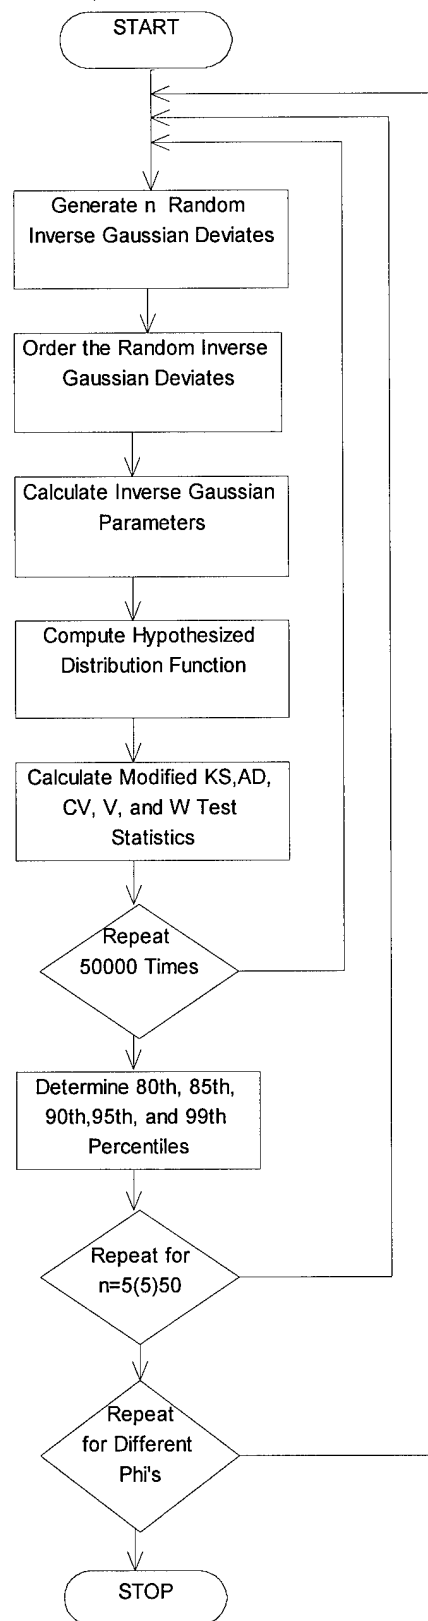 START
Generate n Random
Inverse Gaussian Deviates
Order the Random Inverse
Gaussian Deviates
Calculate Inverse Gaussian
Parameters
Compute Hypothesized
Distribution Function
Calculate Modified KS,AD,
CV, V, and W Test
Statistics
Repeat
50000 Times
Determine 80th, 85th,
90th,95th, and 99th
Percentiles
Repeat for
n=5(5)50
Repeat
for Different
Phi's
STOP